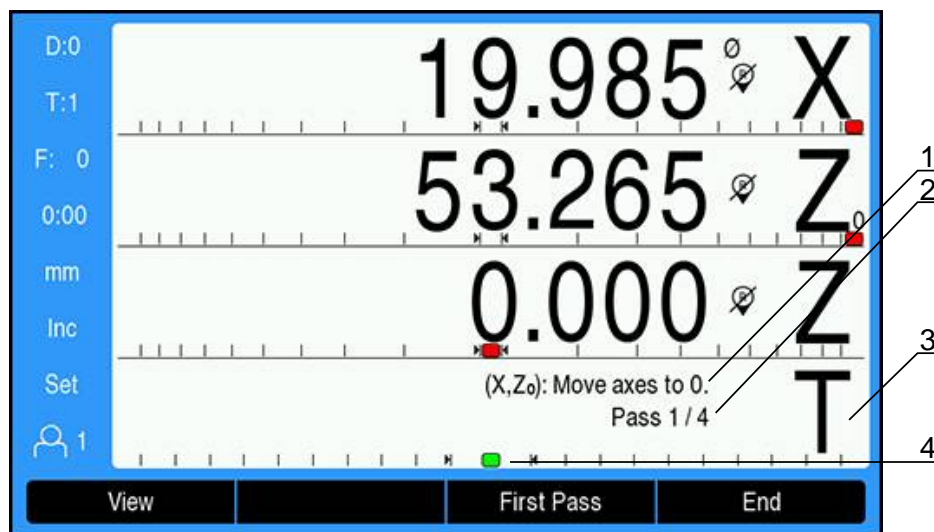 D:0
T:1
F: 0
0:00
mm
Inc
Set
1
19.985 Ø X
53.265 Z₀
0.000 Z
(X,Z₀): Move axes to 0.
Pass 1 / 4
T
View
First Pass
End
1
2
3
4